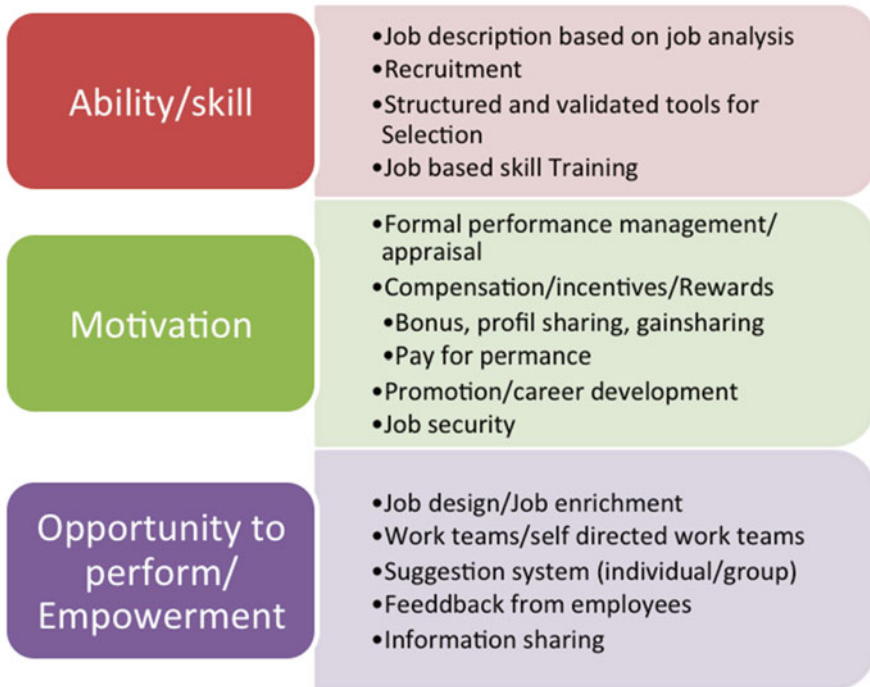 Ability/skill
•Job description based on job analysis
•Recruitment
•Structured and validated tools for
Selection
•Job based skill Training
Motivation
•Formal performance management/
appraisal
•Compensation/incentives/Rewards
•Bonus, profil sharing, gainsharing
•Pay for permance
•Promotion/career development
•Job security
Opportunity to
perform/
Empowerment
•Job design/Job enrichment
•Work teams/self directed work teams
•Suggestion system (individual/group)
•Feeddback from employees
•Information sharing